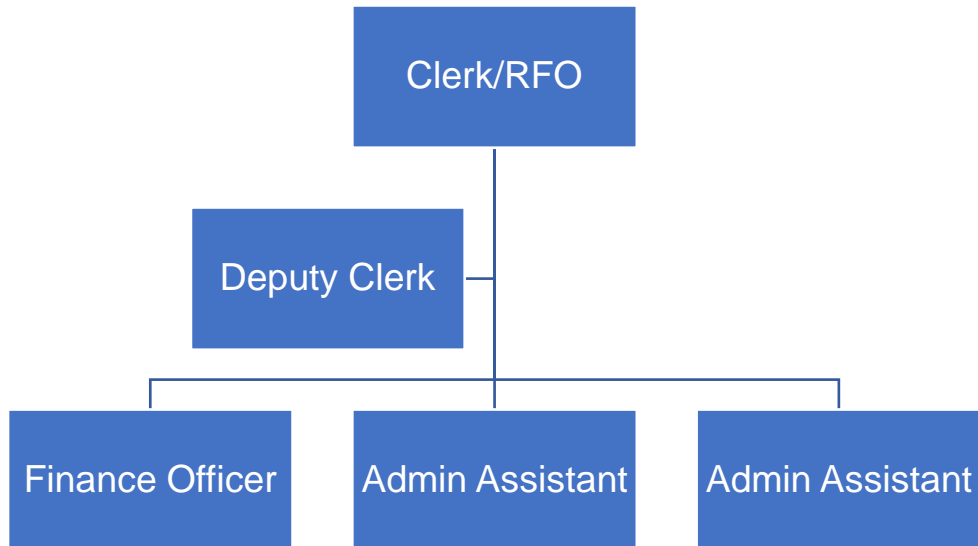 Clerk/RFO
Deputy Clerk
Finance Officer
Admin Assistant
Admin Assistant